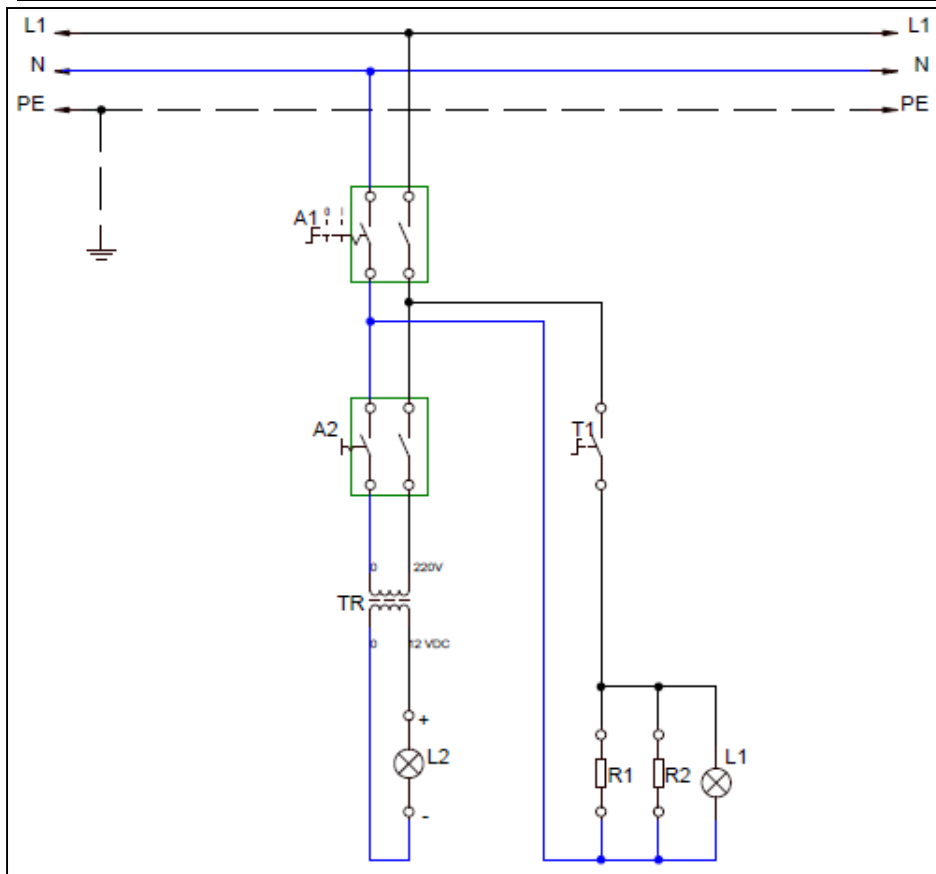 L1 L1
N N
PE PE
A1 0 I
A2 T1
0 220V
TR
0 12 VDC
+
L2 L1
R1 R2
-